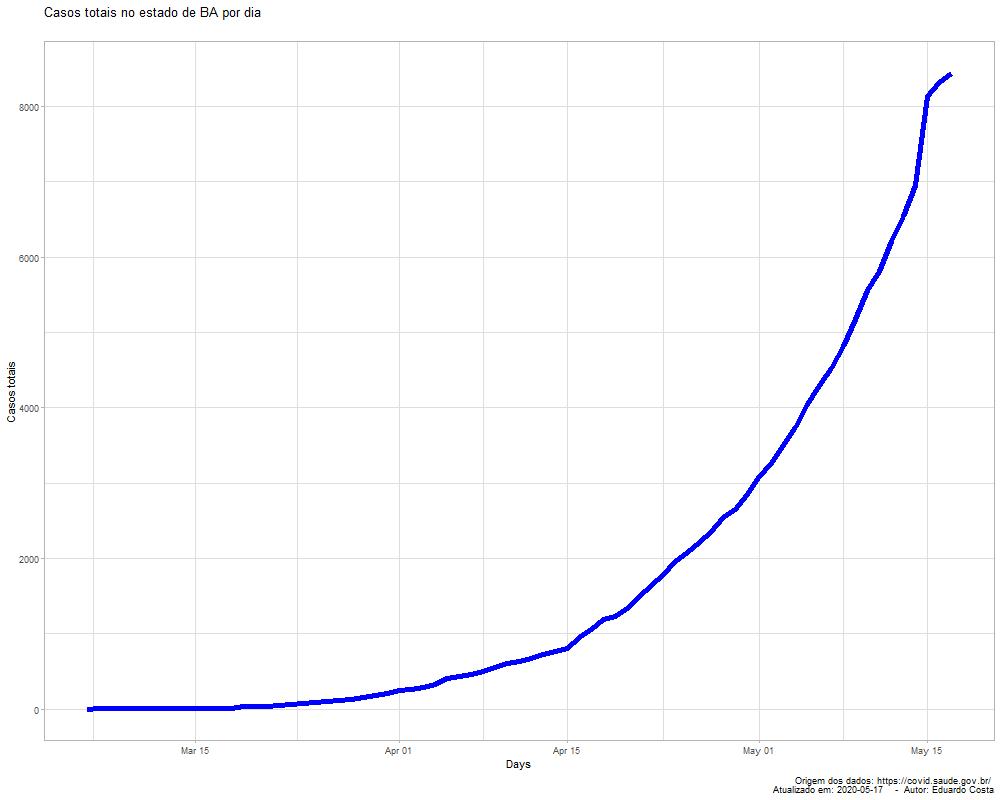 Casos totais no estado de BA por dia
8000
6000
4000
2000
0
Casos totais
Mar 15
Apr 01
Apr 15
May 01
May 15
Days
Origem dos dados: https://covid.saude.gov.br/
Atualizado em: 2020-05-17 - Autor: Eduardo Costa